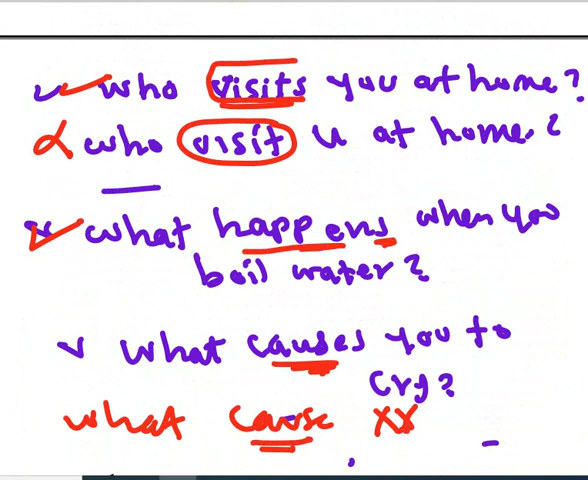 who visits you at home?
who visit u at home?
what happens when you
boil water?
what causes you to
cry?
what cause xx